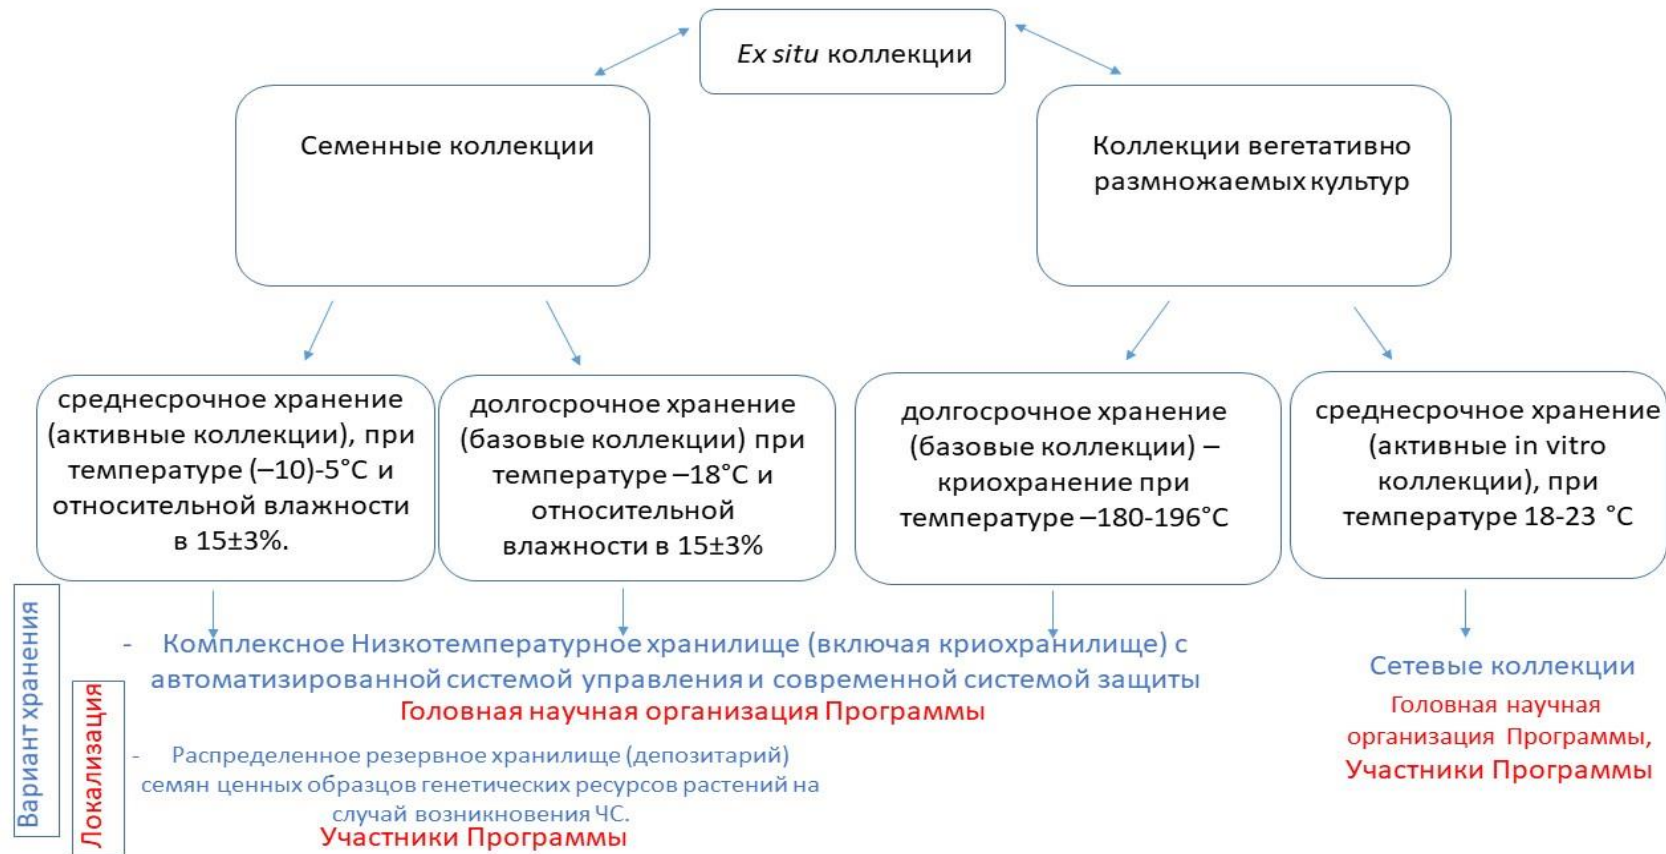 Ex situ коллекции
Семенные коллекции
Коллекции вегетативно
размножаемых культур
среднесрочное хранение
(активные коллекции), при
температуре (–10)-5°C и
относительной влажности
в 15±3%.
долгосрочное хранение
(базовые коллекции) при
температуре –18°C и
относительной
влажности в 15±3%
долгосрочное хранение
(базовые коллекции) –
криохранение при
температуре –180-196°C
среднесрочное хранение
(активные in vitro
коллекции), при
температуре 18-23 °C
Вариант хранения
Локализация
- Комплексное Низкотемпературное хранилище (включая криохранилище) с
автоматизированной системой управления и современной системой защиты
Головная научная организация Программы
- Распределенное резервное хранилище (депозитарий)
семян ценных образцов генетических ресурсов растений на
случай возникновения ЧС.
Участники Программы
Сетевые коллекции
Головная научная
организация Программы,
Участники Программы